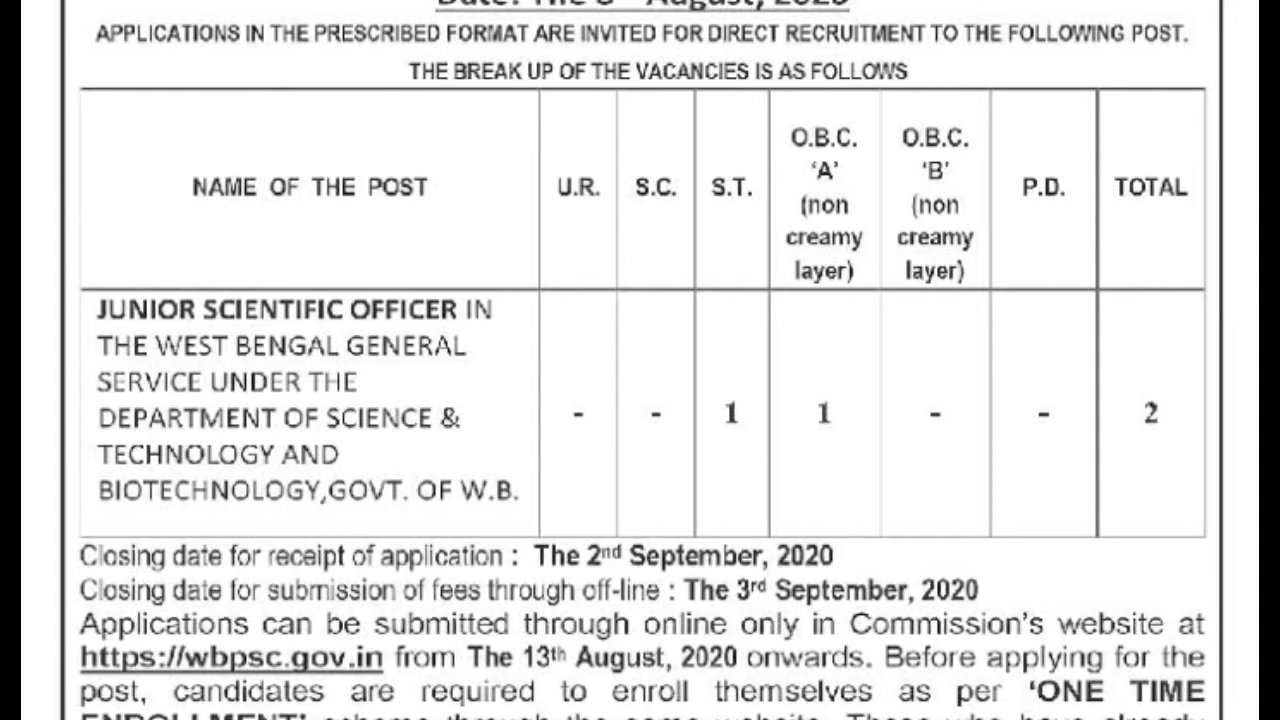 APPLICATIONS IN THE PRESCRIBED FORMAT ARE INVITED FOR DIRECT RECRUITMENT TO THE FOLLOWING POST.
THE BREAK UP OF THE VACANCIES IS AS FOLLOWS
NAME OF THE POST U.R. S.C. S.T. O.B.C. 'A' (non creamy layer) O.B.C. 'B' (non creamy layer) P.D. TOTAL
JUNIOR SCIENTIFIC OFFICER IN
THE WEST BENGAL GENERAL
SERVICE UNDER THE
DEPARTMENT OF SCIENCE &
TECHNOLOGY AND
BIOTECHNOLOGY,GOVT. OF W.B.
- - 1 1 - - 2
Closing date for receipt of application : The 2nd September, 2020
Closing date for submission of fees through off-line : The 3rd September, 2020
Applications can be submitted through online only in Commission's website at
https://wbpsc.gov.in from The 13th August, 2020 onwards. Before applying for the
post, candidates are required to enroll themselves as per 'ONE TIME